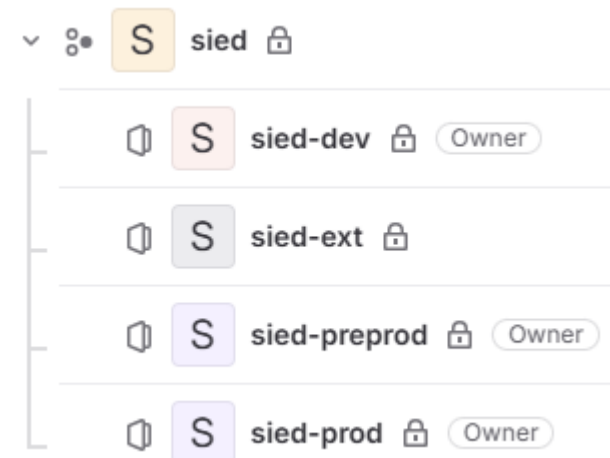 S sied
S sied-dev Owner
S sied-ext
S sied-preprod Owner
S sied-prod Owner